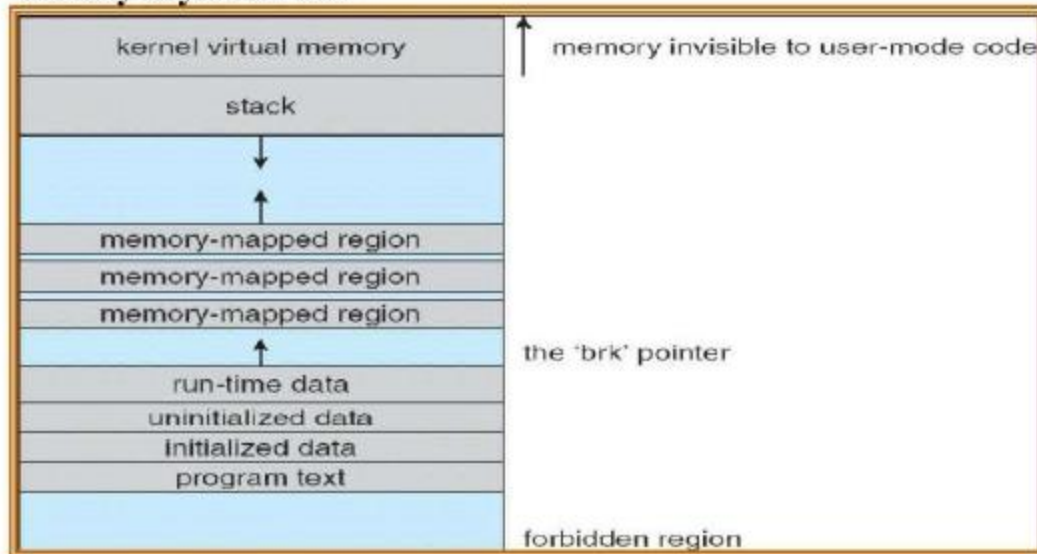 kernel virtual memory
memory invisible to user-mode code
stack
memory-mapped region
memory-mapped region
memory-mapped region
the 'brk' pointer
run-time data
uninitialized data
initialized data
program text
forbidden region